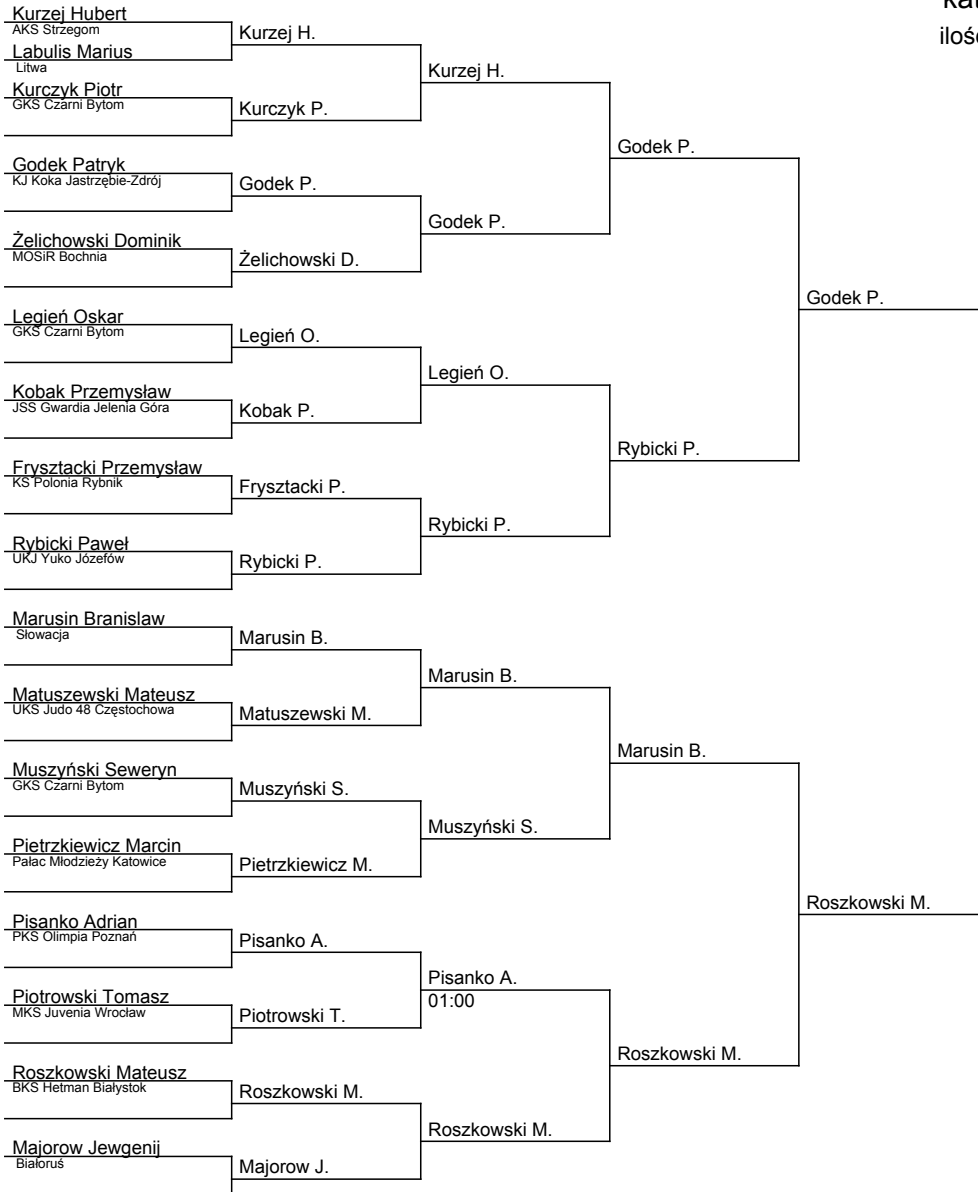 Kurzej Hubert
AKS Strzegom
Labulis Marius
Litwa
Kurczyk Piotr
GKS Czarni Bytom
Godek Patryk
KJ Koka Jastrzębie-Zdrój
Żelichowski Dominik
MOSiR Bochnia
Legień Oskar
GKS Czarni Bytom
Kobak Przemysław
JSS Gwardia Jelenia Góra
Frysztacki Przemysław
KS Polonia Rybnik
Rybicki Paweł
UKJ Yuko Józefów
Marusin Branislaw
Słowacja
Matuszewski Mateusz
UKS Judo 48 Częstochowa
Muszyński Seweryn
GKS Czarni Bytom
Pietrzkiewicz Marcin
Pałac Młodzieży Katowice
Pisanko Adrian
PKS Olimpia Poznań
Piotrowski Tomasz
MKS Juvenia Wrocław
Roszkowski Mateusz
BKS Hetman Białystok
Majorow Jewgenij
Białoruś
Kurzej H.
Kurczyk P.
Godek P.
Żelichowski D.
Legień O.
Kobak P.
Frysztacki P.
Rybicki P.
Marusin B.
Matuszewski M.
Muszyński S.
Pietrzkiewicz M.
Pisanko A.
Piotrowski T.
Roszkowski M.
Majorow J.
Kurzej H.
Godek P.
Legień O.
Rybicki P.
Marusin B.
Muszyński S.
Pisanko A.
01:00
Roszkowski M.
Godek P.
Rybicki P.
Marusin B.
Roszkowski M.
Godek P.
Roszkowski M.